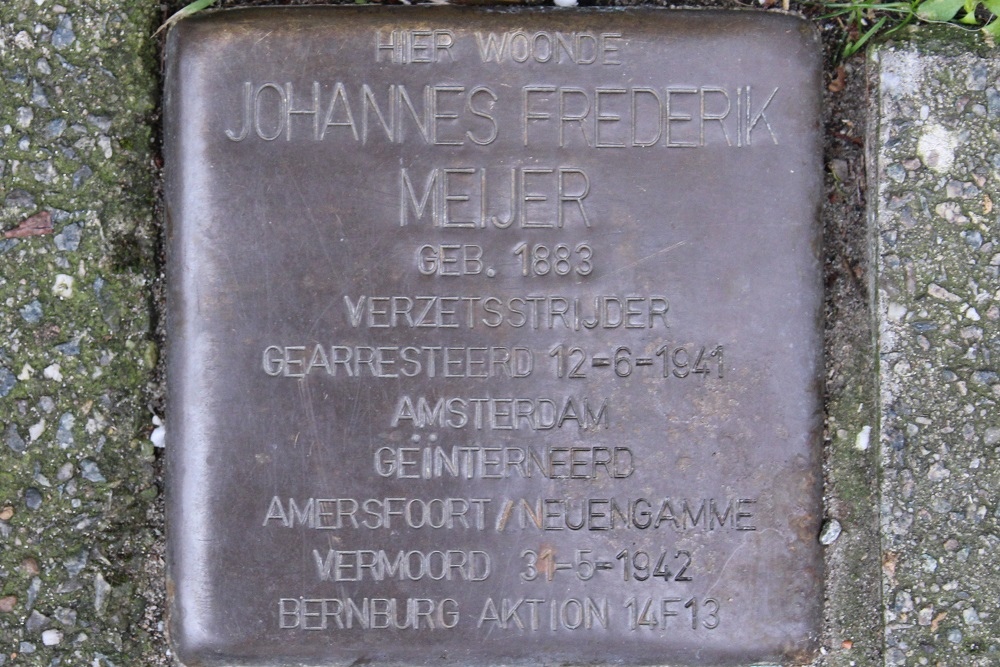 HIER WOONDE
JOHANNES FREDERIK
MEIJER
GEB. 1883
VERZETSSTRIJDER
GEARRESTEERD 12-6-1941
AMSTERDAM
GEÏNTERNEERD
AMERSFOORT/NEUENGAMME
VERMOORD 31-5-1942
BERNBURG AKTION 14F13